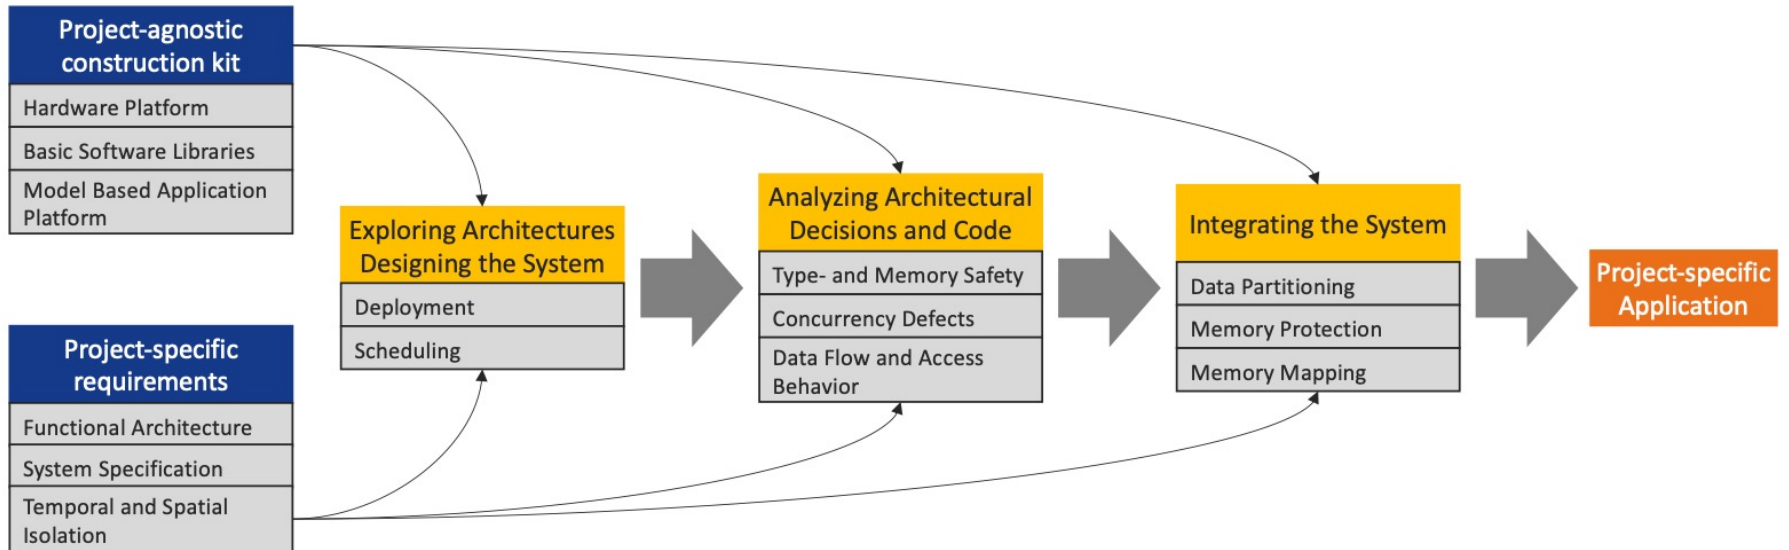 Project-agnostic
construction kit
Hardware Platform
Basic Software Libraries
Model Based Application
Platform
Project-specific
requirements
Functional Architecture
System Specification
Temporal and Spatial
Isolation
Exploring Architectures
Designing the System
Deployment
Scheduling
Analyzing Architectural
Decisions and Code
Type- and Memory Safety
Concurrency Defects
Data Flow and Access
Behavior
Integrating the System
Data Partitioning
Memory Protection
Memory Mapping
Project-specific
Application